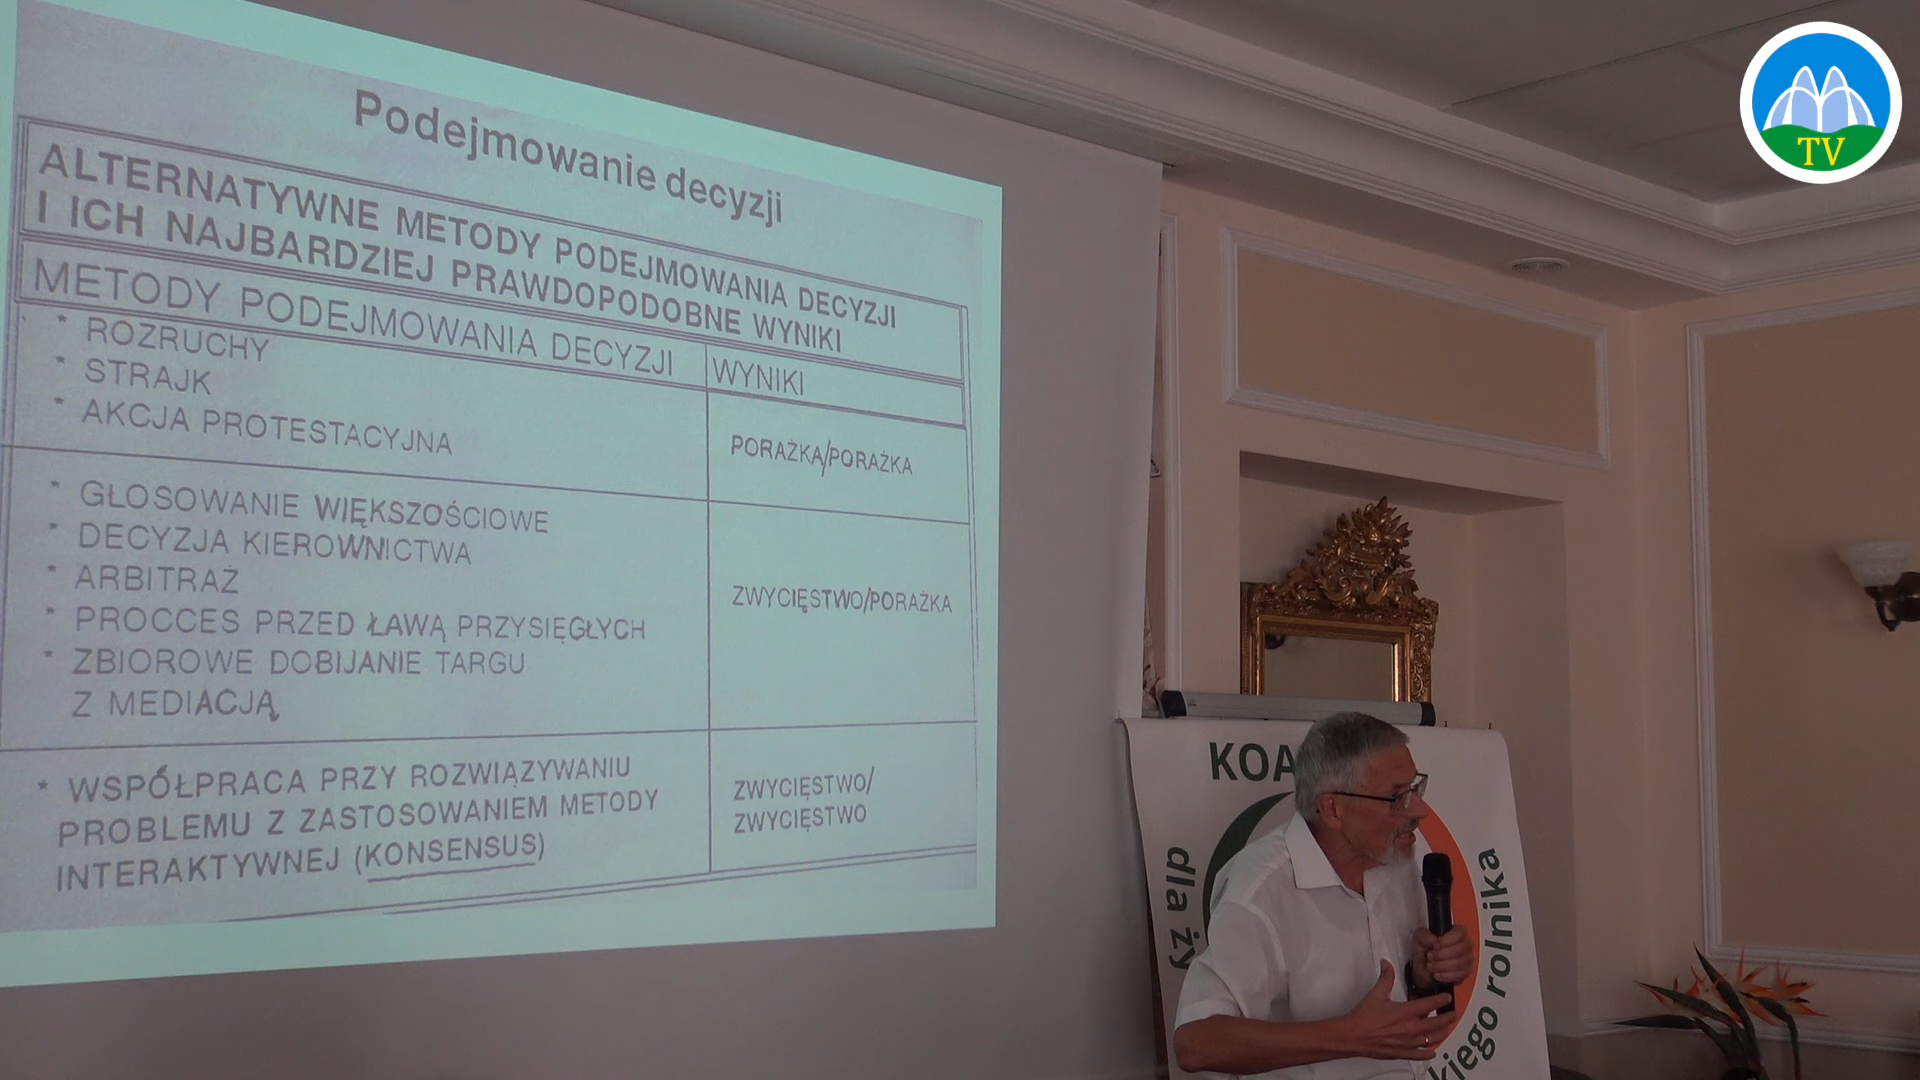 Podejmowanie decyzji
ALTERNATYWNE METODY PODEJMOWANIA DECYZJI
I ICH NAJBARDZIEJ PRAWDOPODOBNE WYNIKI
METODY PODEJMOWANIA DECYZJI
WYNIKI
* ROZRUCHY
* STRAJK
* AKCJA PROTESTACYJNA
PORAŻKA/PORAŻKA
* GŁOSOWANIE WIĘKSZOŚCIOWE
* DECYZJA KIEROWNICTWA
* ARBITRAŻ
* PROCCES PRZED ŁAWĄ PRZYSIĘGŁYCH
* ZBIOROWE DOBIJANIE TARGU
Z MEDIACJĄ
ZWYCIĘSTWO/PORAŻKA
* WSPÓŁPRACA PRZY ROZWIĄZYWANIU
PROBLEMU Z ZASTOSOWANIEM METODY
INTERAKTYWNEJ (KONSENSUS)
ZWYCIĘSTWO/
ZWYCIĘSTWO
TV
KOA
dla ży
kiego rolnika